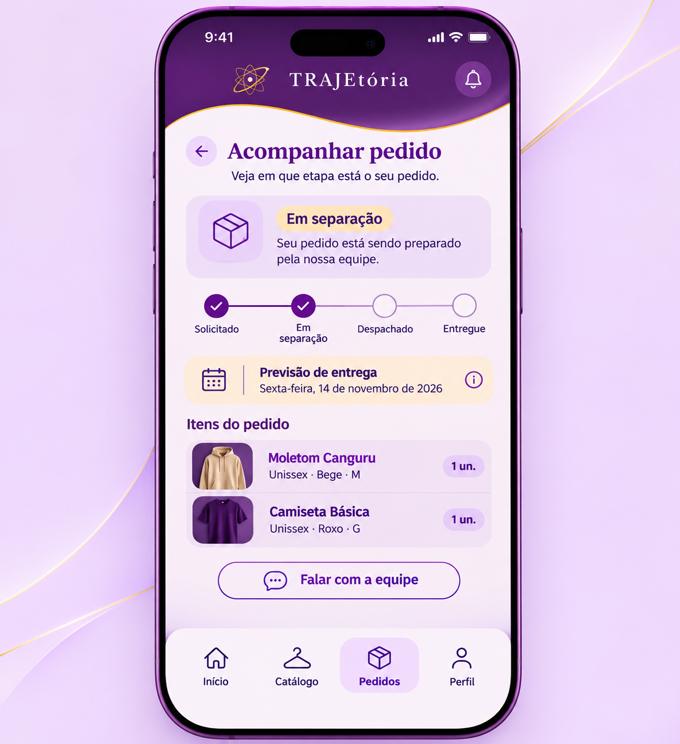 9:41
TRAJEtória
Acompanhar pedido
Veja em que etapa está o seu pedido.
Em separação
Seu pedido está sendo preparado
pela nossa equipe.
Solicitado
Em
separação
Despachado
Entregue
Previsão de entrega
Sexta-feira, 14 de novembro de 2026
Itens do pedido
Moletom Canguru
Unissex · Bege · M
1 un.
Camiseta Básica
Unissex · Roxo · G
1 un.
Falar com a equipe
Início
Catálogo
Pedidos
Perfil